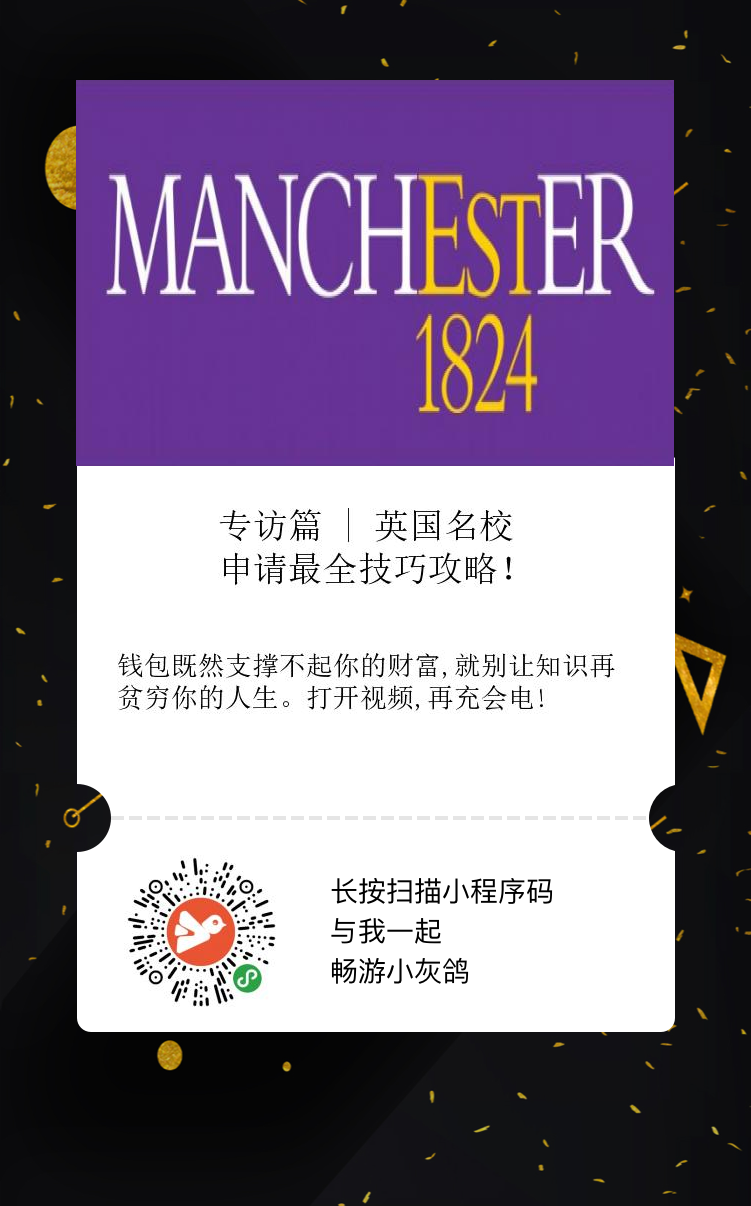 MANCHESTER
1824
专访篇 | 英国名校
申请最全技巧攻略!
钱包既然支撑不起你的财富,就别让知识再
贫穷你的人生。打开视频,再充会电!
长按扫描小程序码
与我一起
畅游小灰鸽